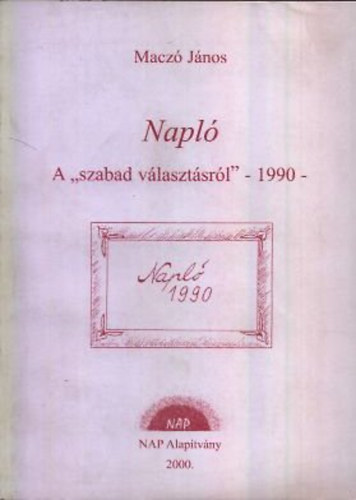 Maczó János
Napló
A „szabad választásról” - 1990 -
Napló
1990
NAP
NAP Alapítvány
2000.